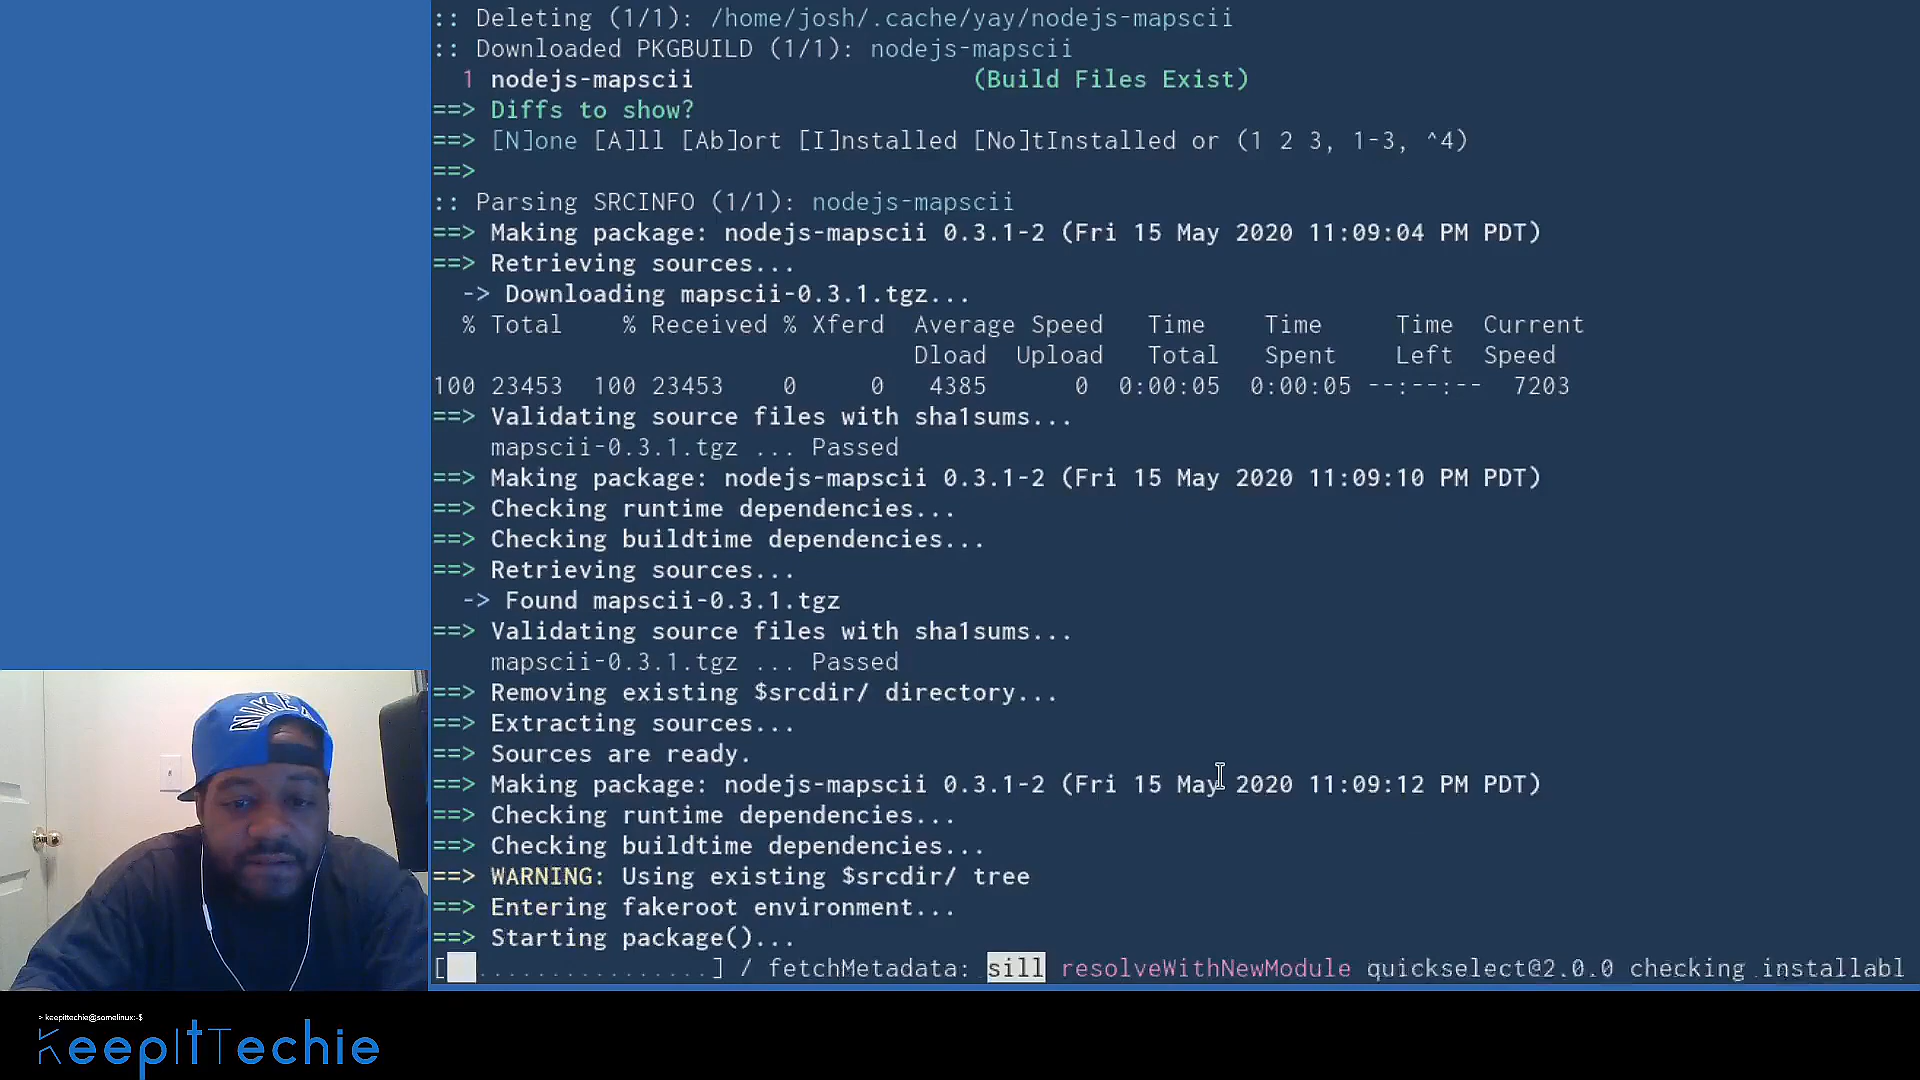 :: Deleting (1/1): /home/josh/.cache/yay/nodejs-mapscii
:: Downloaded PKGBUILD (1/1): nodejs-mapscii
  1 nodejs-mapscii                   (Build Files Exist)
==> Diffs to show?
==> [N]one [A]ll [Ab]ort [I]nstalled [No]tInstalled or (1 2 3, 1-3, ^4)
==>
:: Parsing SRCINFO (1/1): nodejs-mapscii
==> Making package: nodejs-mapscii 0.3.1-2 (Fri 15 May 2020 11:09:04 PM PDT)
==> Retrieving sources...
  -> Downloading mapscii-0.3.1.tgz...
  % Total    % Received % Xferd  Average Speed   Time    Time     Time  Current
                                 Dload  Upload   Total   Spent    Left  Speed
100 23453  100 23453    0     0   4385      0  0:00:05  0:00:05 --:--:--  7203
==> Validating source files with sha1sums...
    mapscii-0.3.1.tgz ... Passed
==> Making package: nodejs-mapscii 0.3.1-2 (Fri 15 May 2020 11:09:10 PM PDT)
==> Checking runtime dependencies...
==> Checking buildtime dependencies...
==> Retrieving sources...
  -> Found mapscii-0.3.1.tgz
==> Validating source files with sha1sums...
    mapscii-0.3.1.tgz ... Passed
==> Removing existing $srcdir/ directory...
==> Extracting sources...
==> Sources are ready.
==> Making package: nodejs-mapscii 0.3.1-2 (Fri 15 May 2020 11:09:12 PM PDT)
==> Checking runtime dependencies...
==> Checking buildtime dependencies...
==> WARNING: Using existing $srcdir/ tree
==> Entering fakeroot environment...
==> Starting package()...
[  ................] / fetchMetadata: sill resolveWithNewModule quickselect@2.0.0 checking installabl
NIKE
> keepittechie@somelinux:~$
KeepItTechie